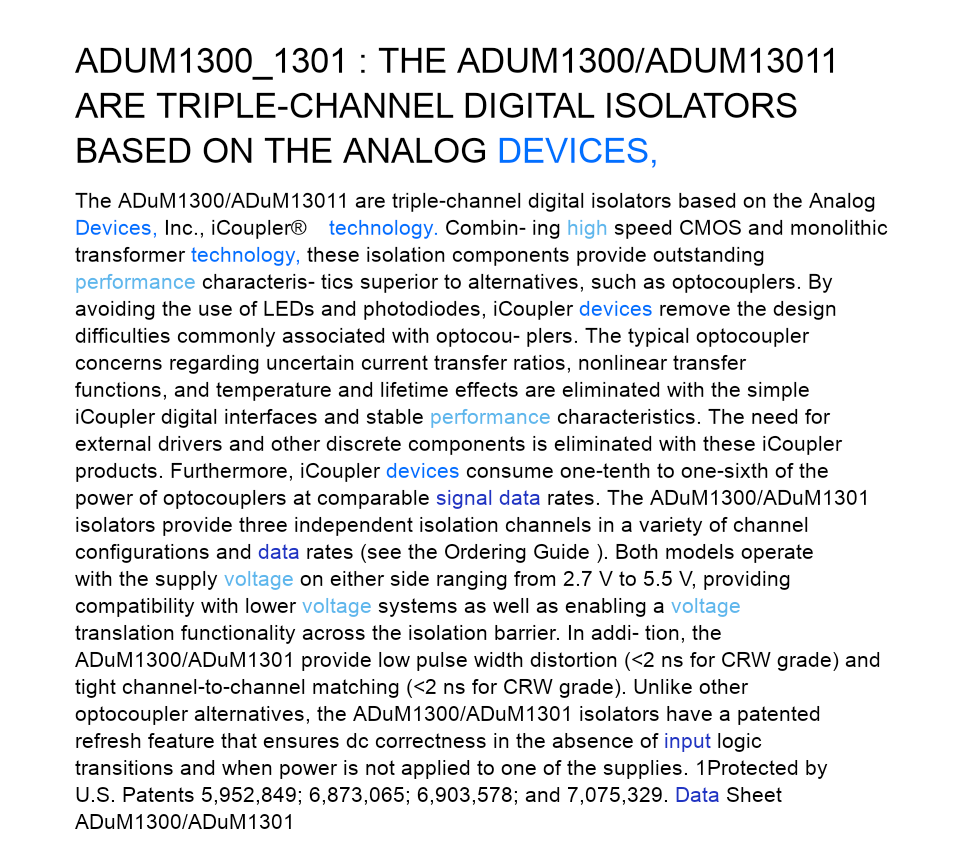 ADUM1300_1301 : THE ADUM1300/ADUM13011
ARE TRIPLE-CHANNEL DIGITAL ISOLATORS
BASED ON THE ANALOG DEVICES,
The ADuM1300/ADuM13011 are triple-channel digital isolators based on the Analog
Devices, Inc., iCoupler® technology. Combin- ing high speed CMOS and monolithic
transformer technology, these isolation components provide outstanding
performance characteris- tics superior to alternatives, such as optocouplers. By
avoiding the use of LEDs and photodiodes, iCoupler devices remove the design
difficulties commonly associated with optocou- plers. The typical optocoupler
concerns regarding uncertain current transfer ratios, nonlinear transfer
functions, and temperature and lifetime effects are eliminated with the simple
iCoupler digital interfaces and stable performance characteristics. The need for
external drivers and other discrete components is eliminated with these iCoupler
products. Furthermore, iCoupler devices consume one-tenth to one-sixth of the
power of optocouplers at comparable signal data rates. The ADuM1300/ADuM1301
isolators provide three independent isolation channels in a variety of channel
configurations and data rates (see the Ordering Guide ). Both models operate
with the supply voltage on either side ranging from 2.7 V to 5.5 V, providing
compatibility with lower voltage systems as well as enabling a voltage
translation functionality across the isolation barrier. In addi- tion, the
ADuM1300/ADuM1301 provide low pulse width distortion (<2 ns for CRW grade) and
tight channel-to-channel matching (<2 ns for CRW grade). Unlike other
optocoupler alternatives, the ADuM1300/ADuM1301 isolators have a patented
refresh feature that ensures dc correctness in the absence of input logic
transitions and when power is not applied to one of the supplies. 1Protected by
U.S. Patents 5,952,849; 6,873,065; 6,903,578; and 7,075,329. Data Sheet
ADuM1300/ADuM1301